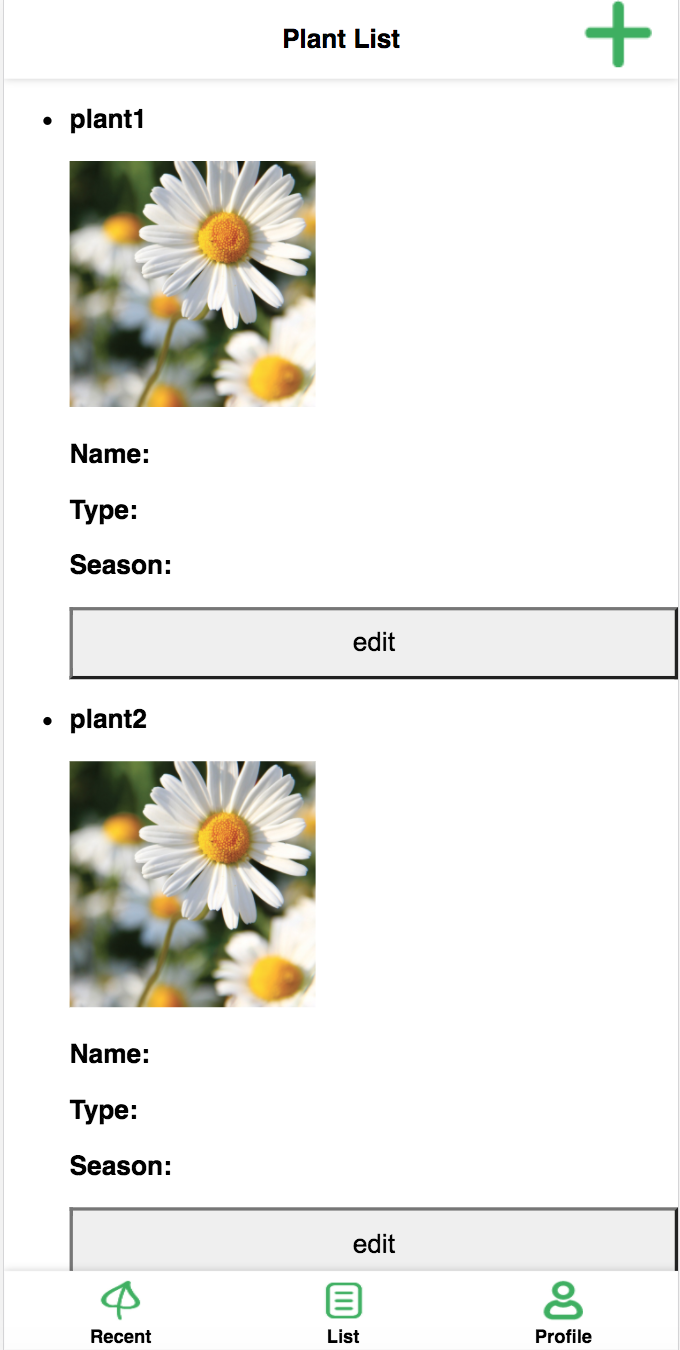 Plant List
plant1
Name:
Type:
Season:
edit
plant2
Name:
Type:
Season:
edit
Recent
List
Profile